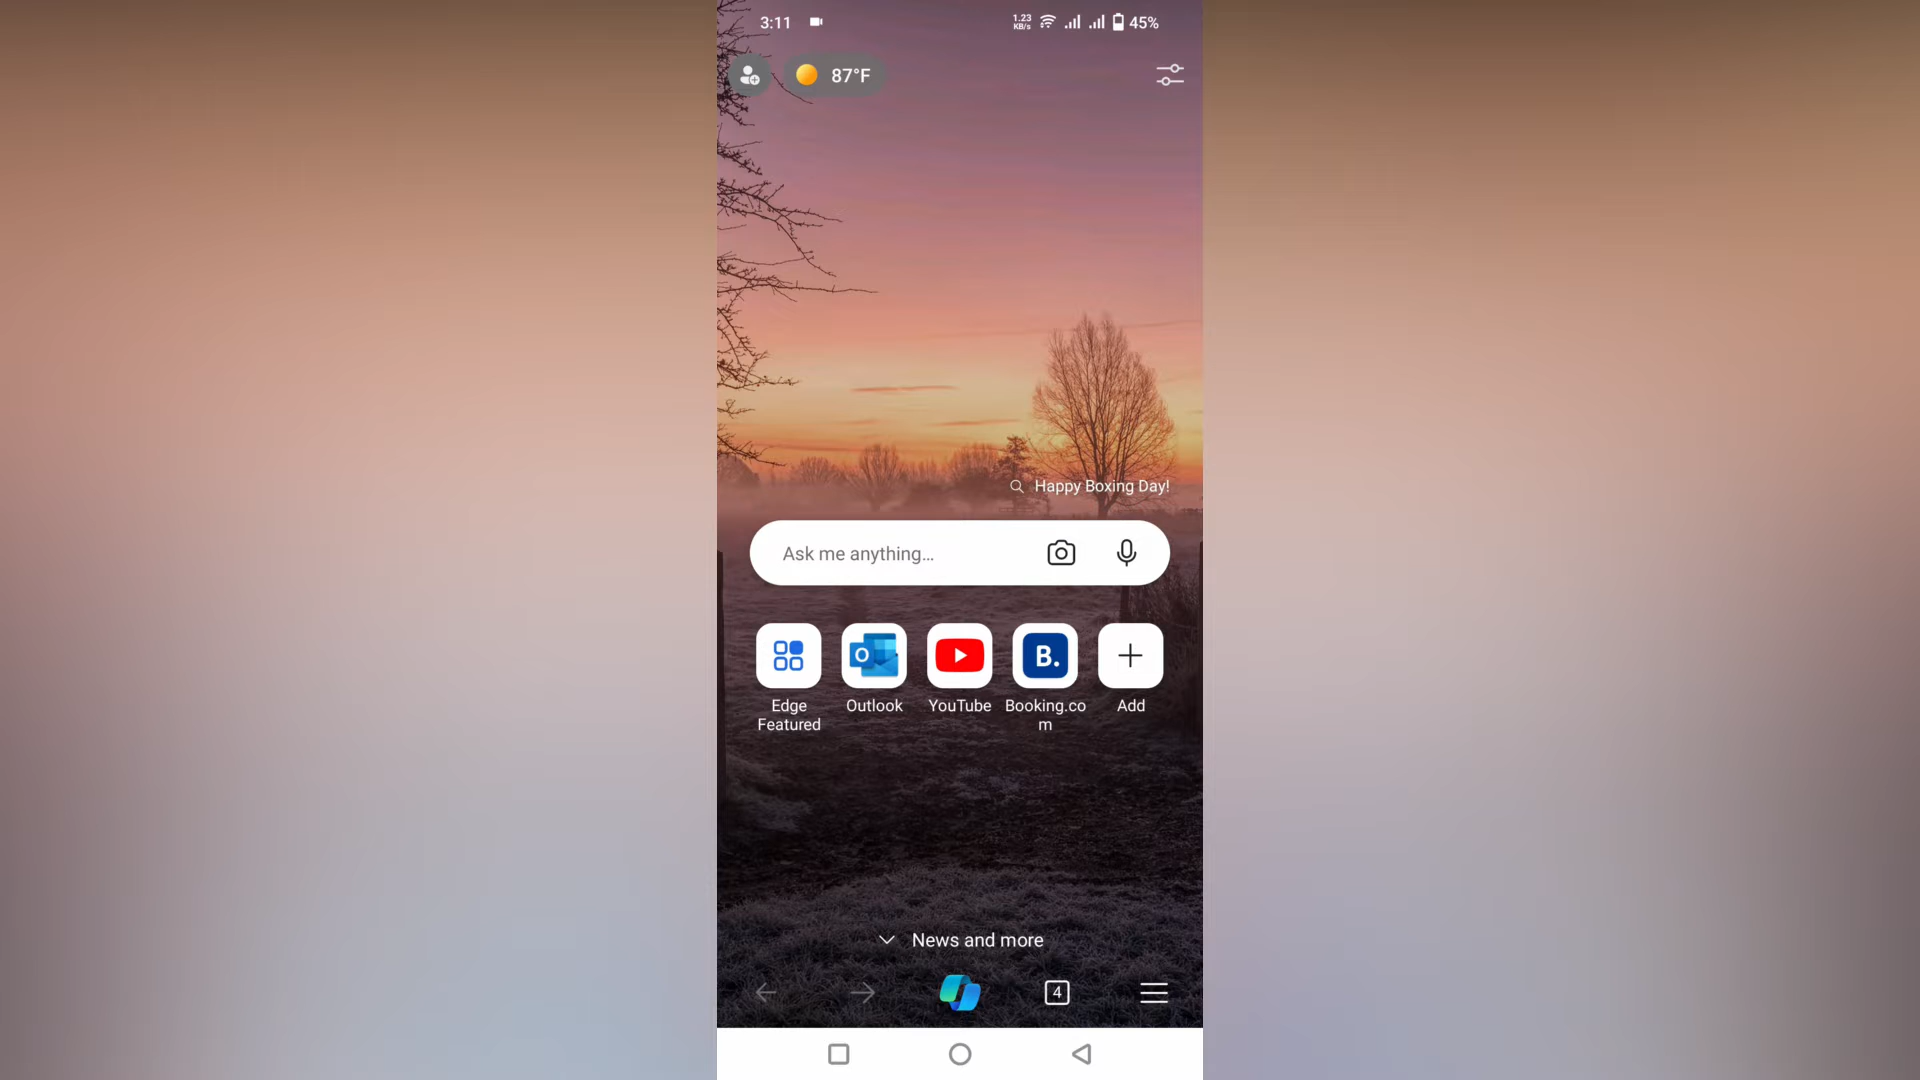 3:11
1.23
KB/s
45%
87°F
Happy Boxing Day!
Ask me anything...
O
B.
Edge
Featured
Outlook
YouTube
Booking.co
m
Add
News and more
4